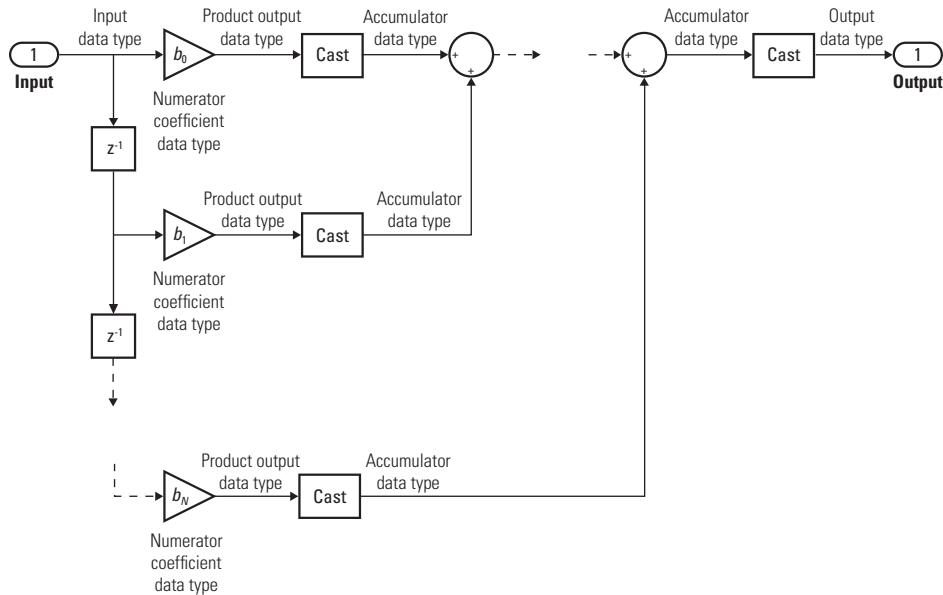 Input
data type
Product output
data type
Accumulator
data type
Accumulator
data type
Output
data type
1
Input
b₀
Cast
+
+
+
+
Cast
1
Output
Numerator
coefficient
data type
z⁻¹
Product output
data type
Accumulator
data type
b₁
Cast
Numerator
coefficient
data type
z⁻¹
Product output
data type
Accumulator
data type
b_N
Cast
Numerator
coefficient
data type